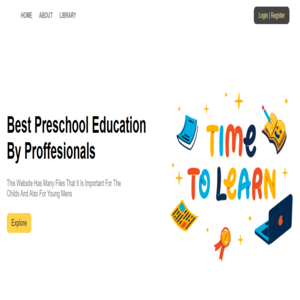 HOME ABOUT LIBRARY Login | Register
Best Preschool Education
By Proffesionals
This Website Has Many Files That It Is Important For The
Childs And Also For Young Mens
Explore
TIME
TO LEARN